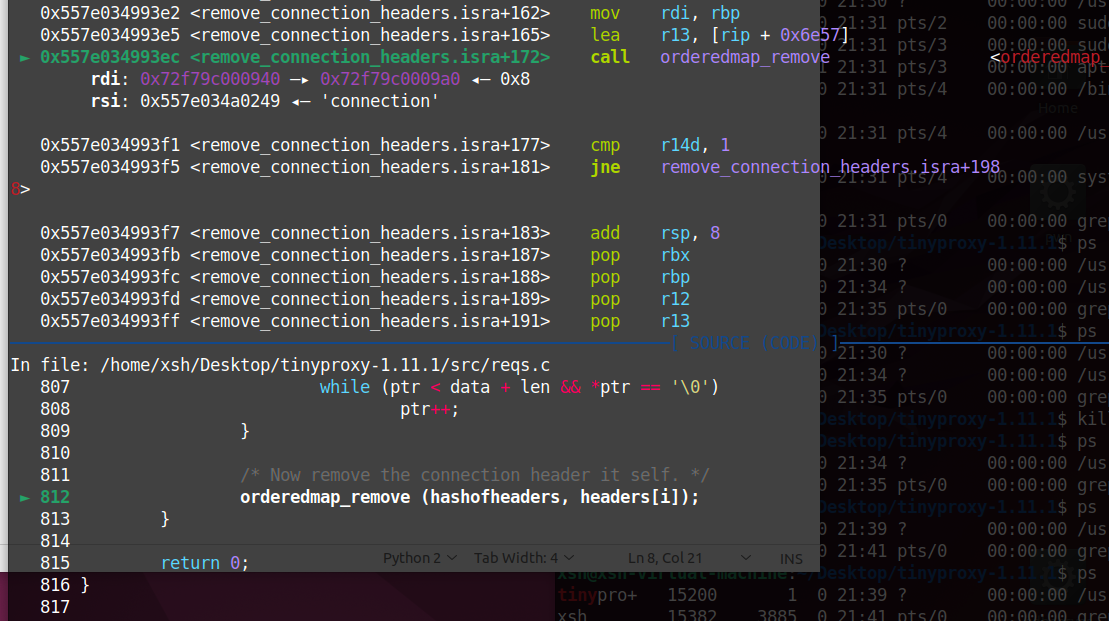 0x557e034993e2 <remove_connection_headers.isra+162>    mov    rdi, rbp
0x557e034993e5 <remove_connection_headers.isra+165>    lea    r13, [rip + 0x6e57]
► 0x557e034993ec <remove_connection_headers.isra+172>    call   orderedmap_remove                <orderedmap_
rdi: 0x72f79c000940 —▸ 0x72f79c0009a0 ◂— 0x8
rsi: 0x557e034a0249 ◂— 'connection'
0x557e034993f1 <remove_connection_headers.isra+177>    cmp    r14d, 1
0x557e034993f5 <remove_connection_headers.isra+181>    jne    remove_connection_headers.isra+198
8>
0x557e034993f7 <remove_connection_headers.isra+183>    add    rsp, 8
0x557e034993fb <remove_connection_headers.isra+187>    pop    rbx
0x557e034993fc <remove_connection_headers.isra+188>    pop    rbp
0x557e034993fd <remove_connection_headers.isra+189>    pop    r12
0x557e034993ff <remove_connection_headers.isra+191>    pop    r13
[ SOURCE (CODE) ]
In file: /home/xsh/Desktop/tinyproxy-1.11.1/src/reqs.c
807                         while (ptr < data + len && *ptr == '\0')
808                                 ptr++;
809                 }
810
811                 /* Now remove the connection header it self. */
► 812                 orderedmap_remove (hashofheaders, headers[i]);
813         }
814
815         return 0;
816 }
817
Python 2 Tab Width: 4 Ln 8, Col 21 INS
21:30 ? 00:00:00 /us
21:31 pts/2 00:00:00 sud
21:31 pts/3 00:00:00 sud
21:31 pts/3 00:00:00 apt
21:31 pts/4 00:00:00 /bin
Home
0 21:31 pts/4 00:00:00 /us
0 21:31 pts/4 00:00:00 sys
0 21:31 pts/0 00:00:00 gre
Desktop/tinyproxy-1.11.1$ ps
0 21:30 ? 00:00:00 /us
0 21:34 ? 00:00:00 /us
0 21:35 pts/0 00:00:00 gre
Desktop/tinyproxy-1.11.1$ ps
0 21:30 ? 00:00:00 /us
0 21:34 ? 00:00:00 /us
0 21:35 pts/0 00:00:00 gre
Desktop/tinyproxy-1.11.1$ kil
Desktop/tinyproxy-1.11.1$ ps
0 21:34 ? 00:00:00 /us
0 21:35 pts/0 00:00:00 gre
Desktop/tinyproxy-1.11.1$ ps
0 21:39 ? 00:00:00 /us
0 21:41 pts/0 00:00:00 gre
xsh@xsh-virtual-machine:~/Desktop/tinyproxy-1.11.1$ ps
tinypro+ 15200 1 0 21:39 ? 00:00:00 /us
xsh 15382 3885 0 21:41 pts/0 00:00:00 gre